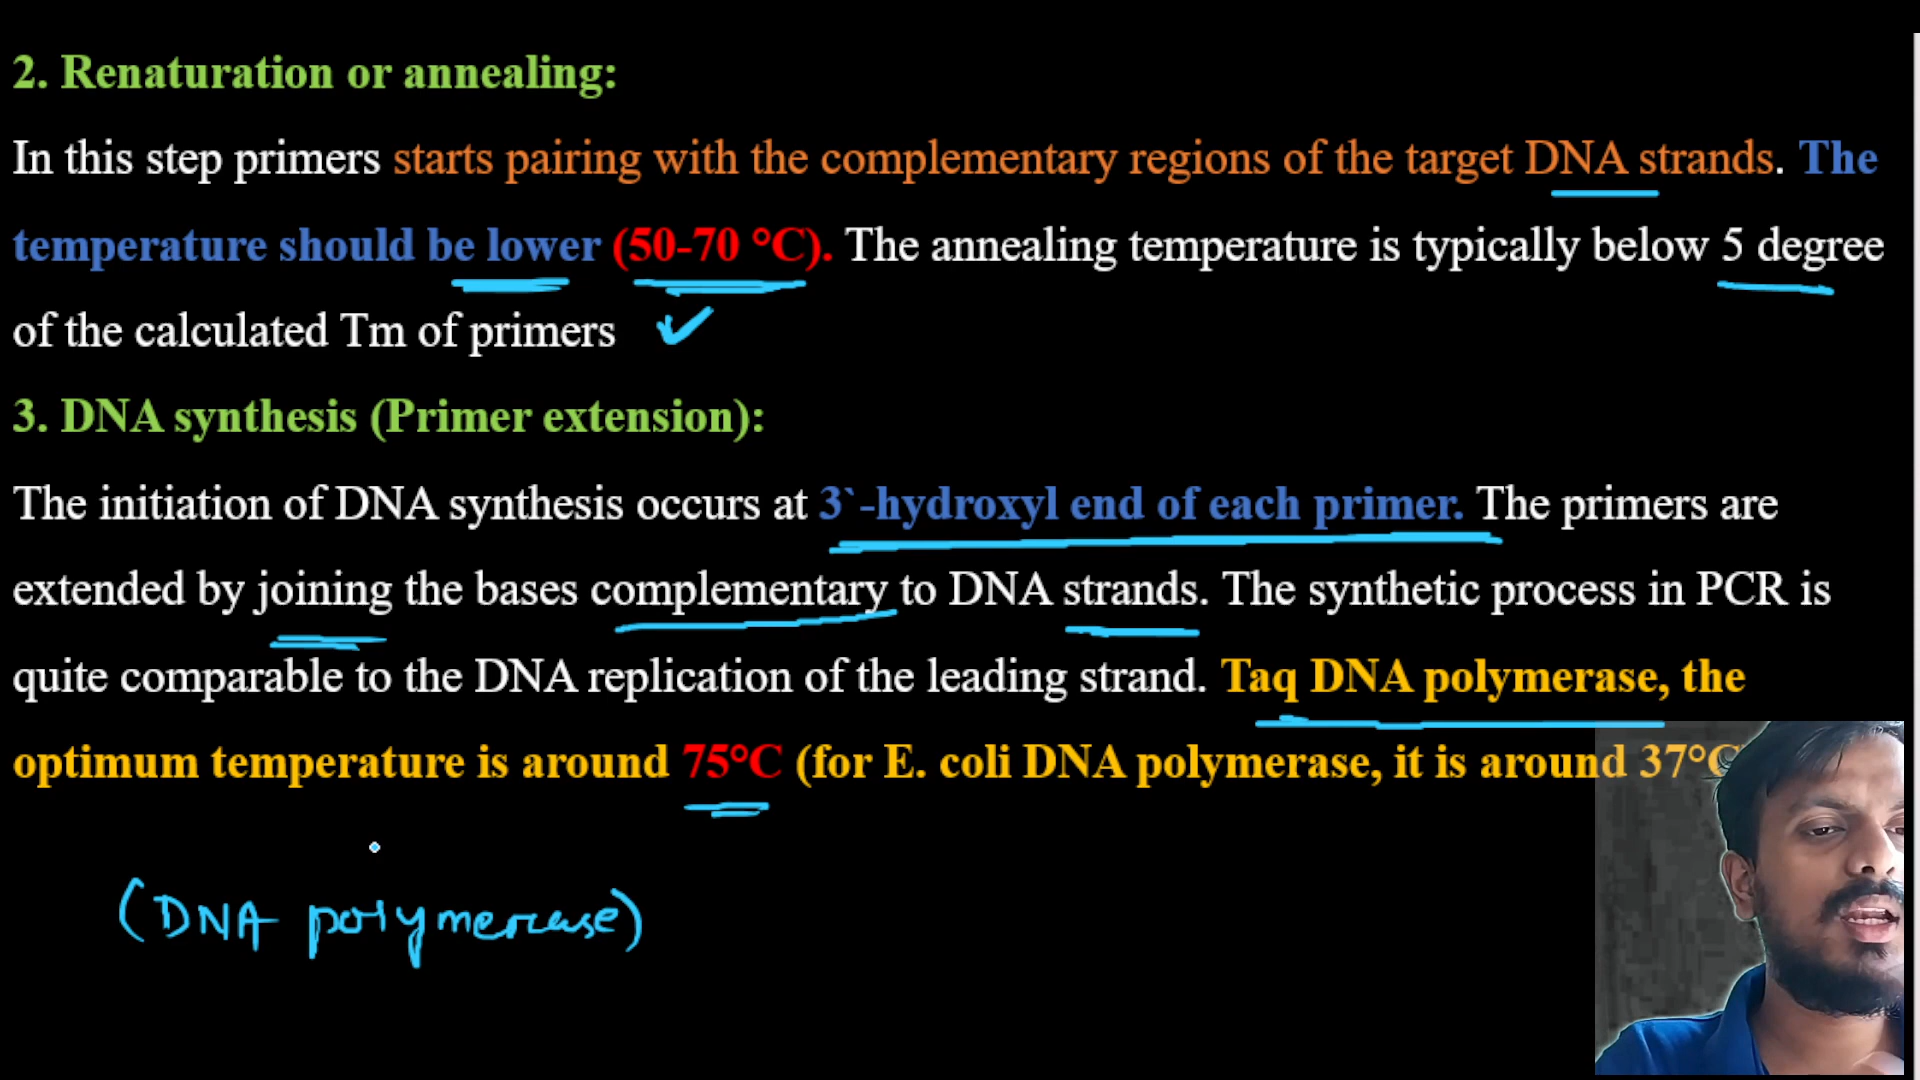 2. Renaturation or annealing:
In this step primers starts pairing with the complementary regions of the target DNA strands. The
temperature should be lower (50-70 °C). The annealing temperature is typically below 5 degree
of the calculated Tm of primers
3. DNA synthesis (Primer extension):
The initiation of DNA synthesis occurs at 3`-hydroxyl end of each primer. The primers are
extended by joining the bases complementary to DNA strands. The synthetic process in PCR is
quite comparable to the DNA replication of the leading strand. Taq DNA polymerase, the
optimum temperature is around 75°C (for E. coli DNA polymerase, it is around 37°C
(DNA polymerase)